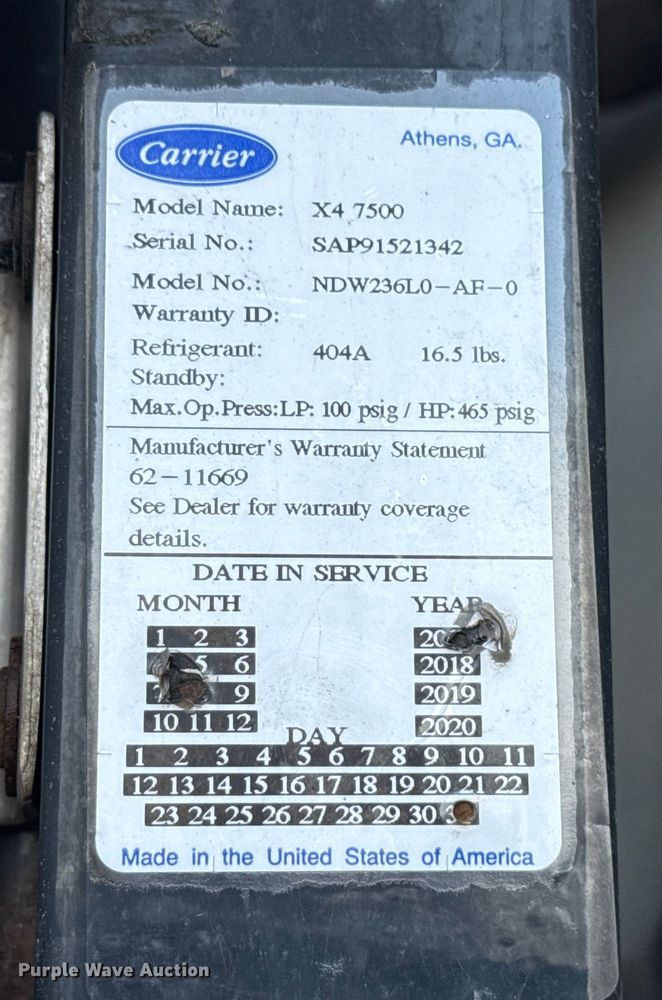 Carrier
Athens, GA.
Model Name: X4 7500
Serial No.: SAP91521342
Model No.: NDW236L0-AF-0
Warranty ID:
Refrigerant: 404A 16.5 lbs.
Standby:
Max.Op.Press:LP: 100 psig / HP:465 psig
Manufacturer's Warranty Statement
62-11669
See Dealer for warranty coverage
details.
DATE IN SERVICE
MONTH YEAR
1 2 3
5 6 2018
9 2019
10 11 12 2020
DAY
1 2 3 4 5 6 7 8 9 10 11
12 13 14 15 16 17 18 19 20 21 22
23 24 25 26 27 28 29 30
Made in the United States of America
Purple Wave Auction